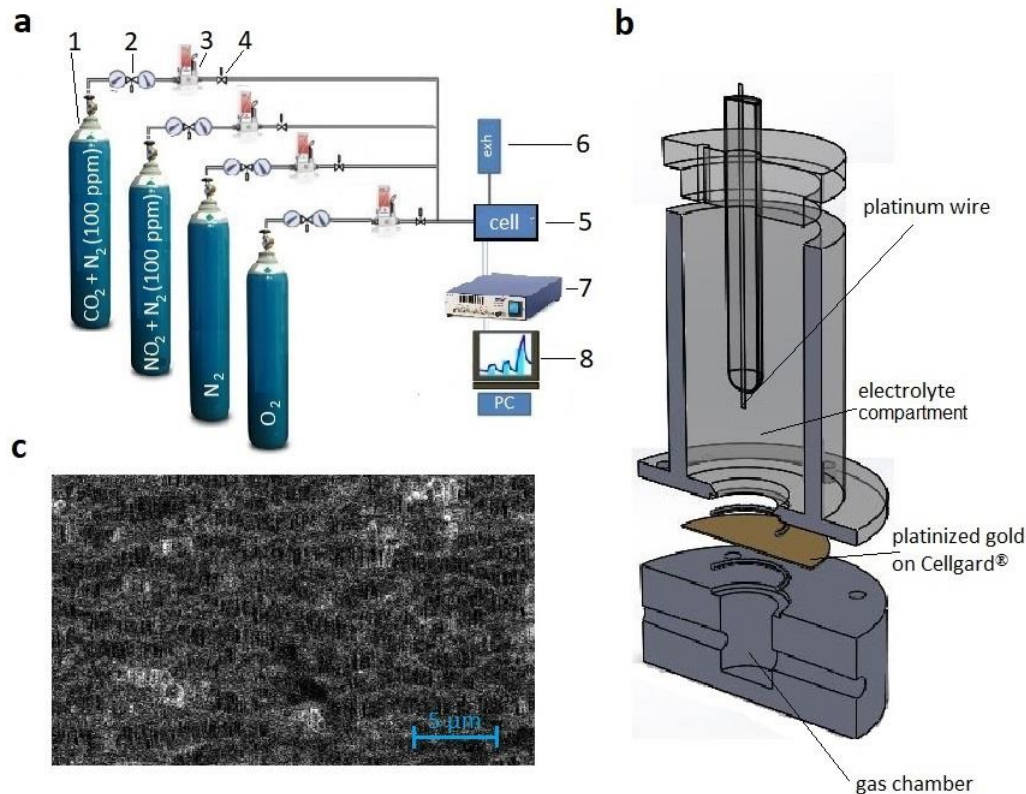 a
1
2
3
4
CO₂ + N₂ (100 ppm)
NO₂ + N₂ (100 ppm)
N₂
O₂
exh
6
cell
5
7
8
PC
b
platinum wire
electrolyte
compartment
platinized gold
on Cellgard®
gas chamber
c
5 µm